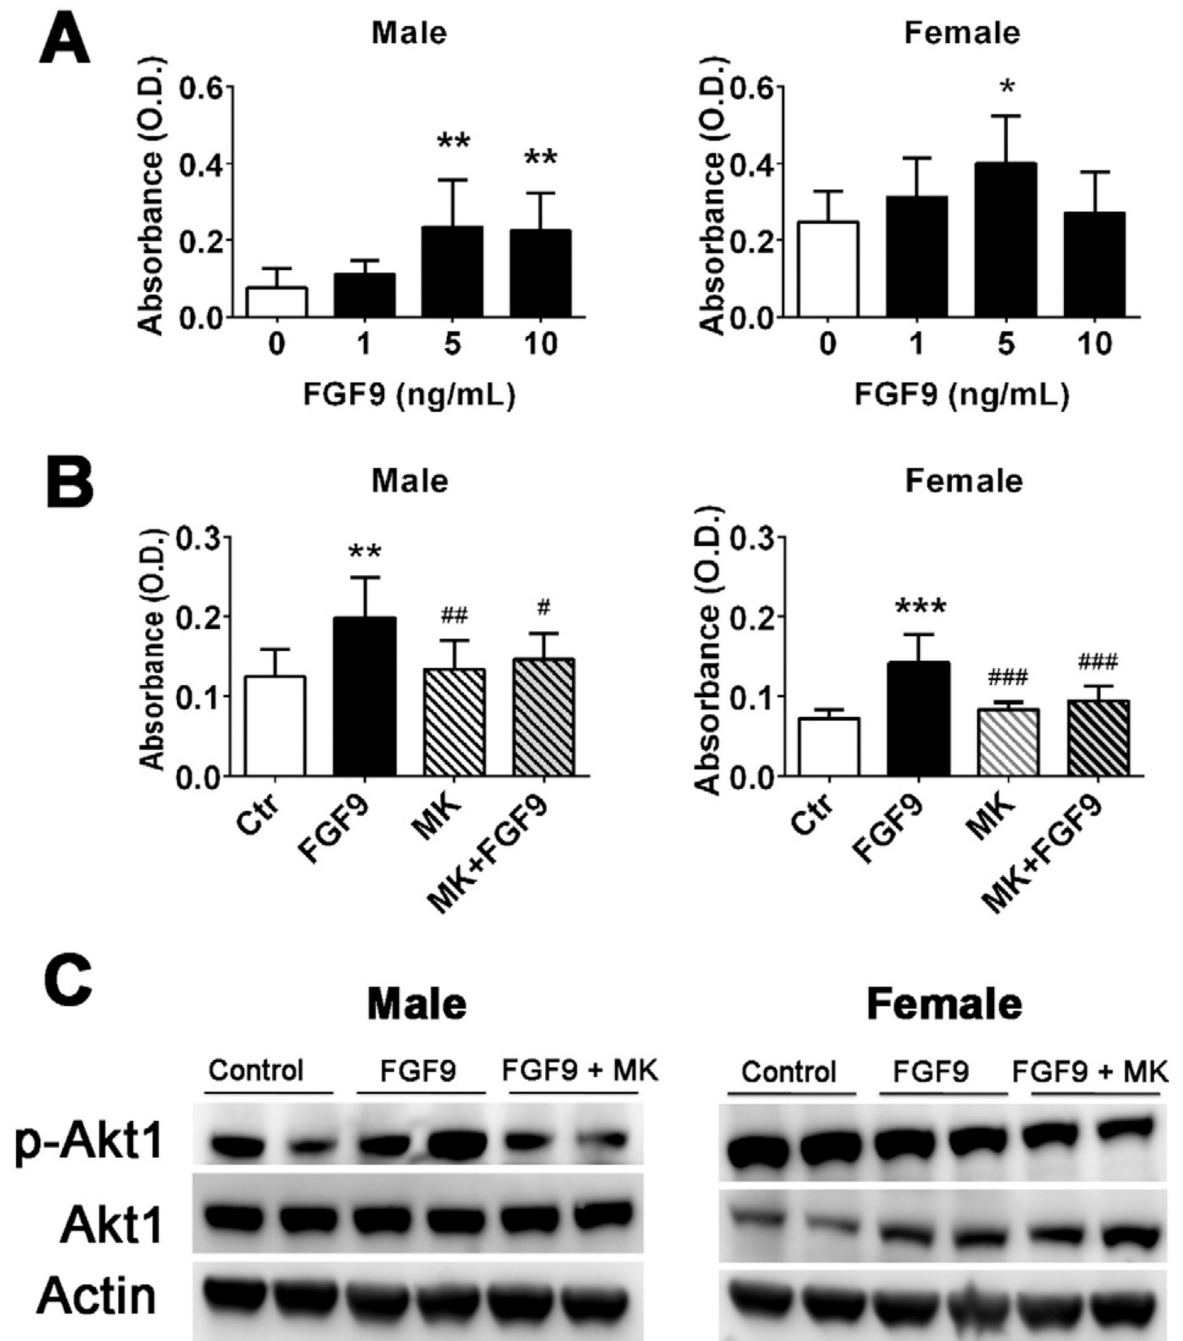 A
Male
Female
Absorbance (O.D.)
0.6
0.4
0.2
0.0
**
**
0 1 5 10
FGF9 (ng/mL)
Absorbance (O.D.)
0.6
0.4
0.2
0.0
*
0 1 5 10
FGF9 (ng/mL)
B
Male
Female
Absorbance (O.D.)
0.3
0.2
0.1
0.0
**
##
#
Ctr
FGF9
MK
MK+FGF9
Absorbance (O.D.)
0.3
0.2
0.1
0.0
***
###
###
Ctr
FGF9
MK
MK+FGF9
C
Male
Female
Control FGF9 FGF9 + MK
Control FGF9 FGF9 + MK
p-Akt1
Akt1
Actin